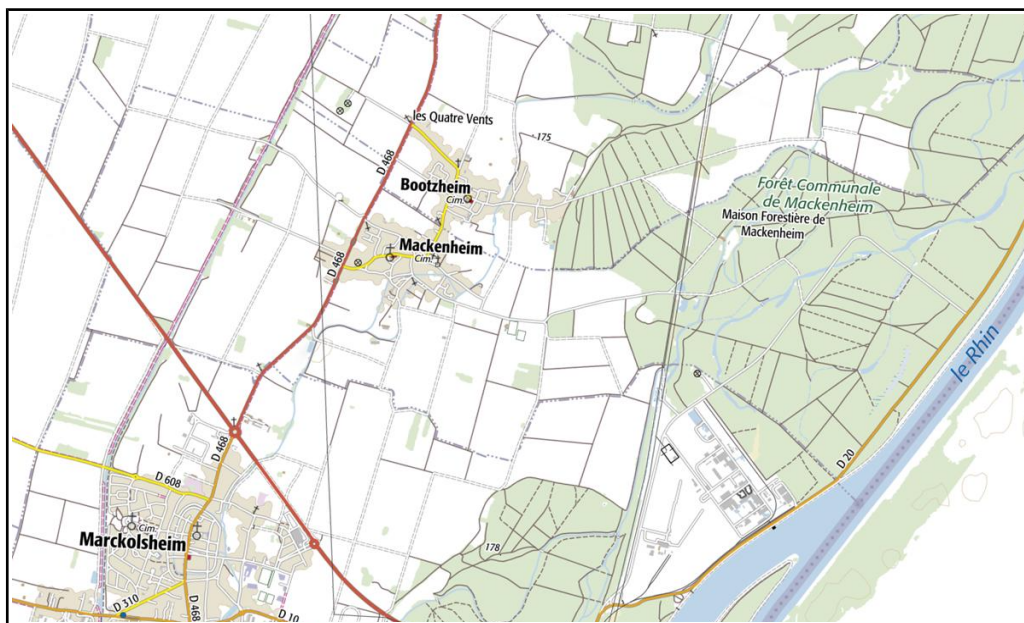 les Quatre Vents
175
D 468
Bootzheim
Cim.
Forêt Communale
de Mackenheim
Maison Forestière de
Mackenheim
Mackenheim
Cim.
D 468
le Rhin
D 468
D 20
D 608
Cim.
Marckolsheim
178
D 310
D 468
D 10